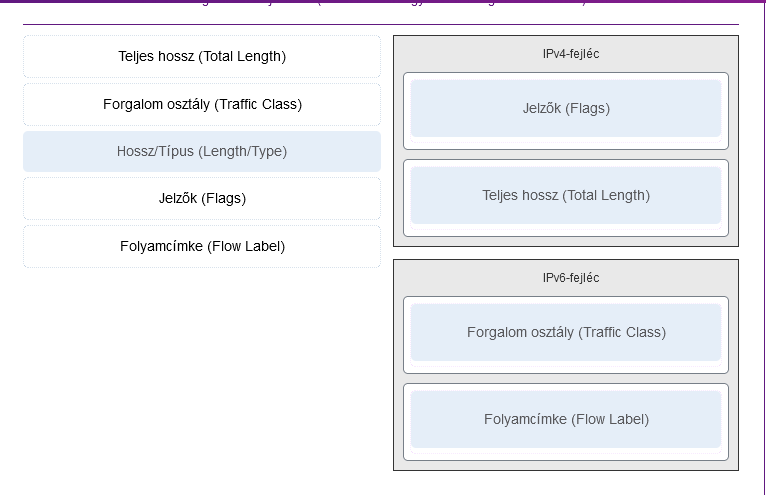 Teljes hossz (Total Length)
Forgalom osztály (Traffic Class)
Hossz/Típus (Length/Type)
Jelzők (Flags)
Folyamcímke (Flow Label)
IPv4-fejléc
Jelzők (Flags)
Teljes hossz (Total Length)
IPv6-fejléc
Forgalom osztály (Traffic Class)
Folyamcímke (Flow Label)